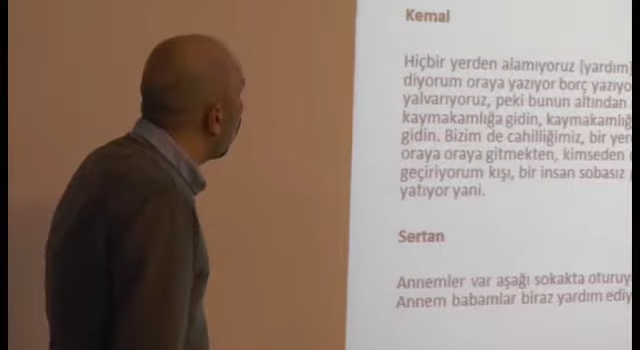 Kemal
Hiçbir yerden alamıyoruz [yardım]
diyorum oraya yazıyor borç yazıyo
yalvarıyoruz, peki bunun altından
kaymakamlığa gidin, kaymakamlığ
gidin. Bizim de cahilliğimiz, bir yer
oraya oraya gitmekten, kimseden
geçiriyorum kışı, bir insan sobasız
yatıyor yani.
Sertan
Annemler var aşağı sokakta oturuy
Annem babamlar biraz yardım ediy